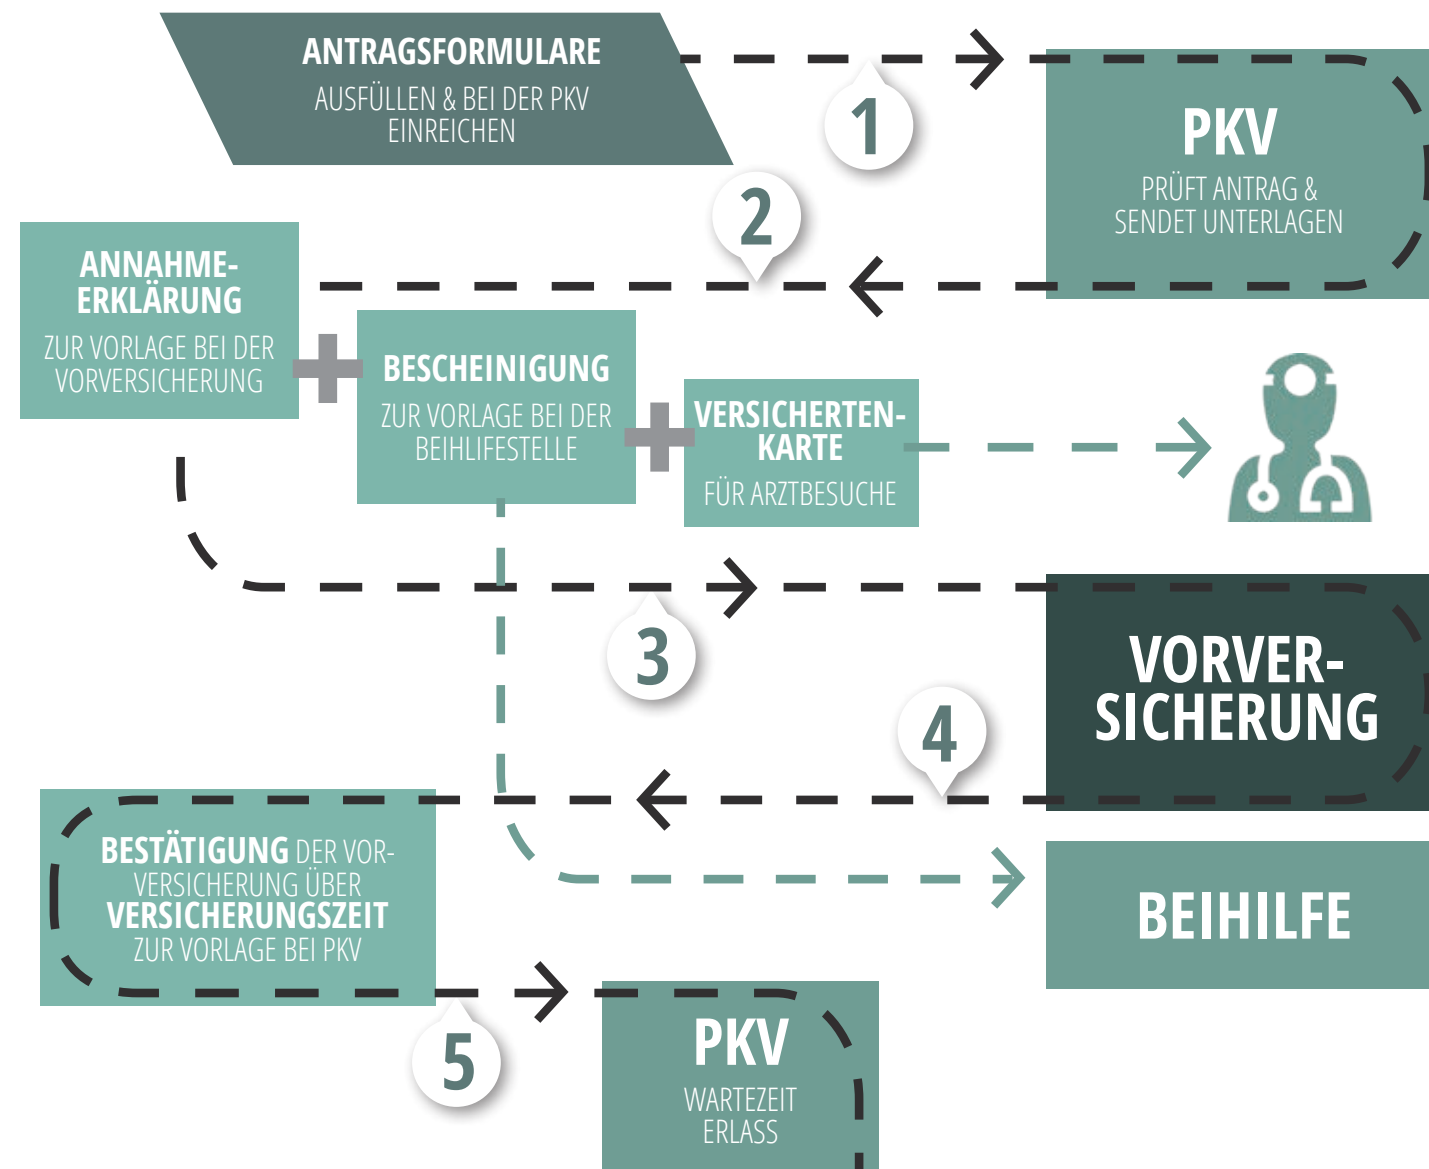 ANTRAGSFORMULARE
AUSFÜLLEN & BEI DER PKV
EINREICHEN
1
PKV
PRÜFT ANTRAG &
SENDET UNTERLAGEN
2
ANNAHME-
ERKLÄRUNG
ZUR VORLAGE BEI DER
VORVERSICHERUNG
BESCHEINIGUNG
ZUR VORLAGE BEI DER
BEIHLIFESTELLE
VERSICHERTEN-
KARTE
FÜR ARZTBESUCHE
3
VORVER-
SICHERUNG
4
BESTÄTIGUNG DER VOR-
VERSICHERUNG ÜBER
VERSICHERUNGSZEIT
ZUR VORLAGE BEI PKV
BEIHILFE
5
PKV
WARTEZEIT
ERLASS